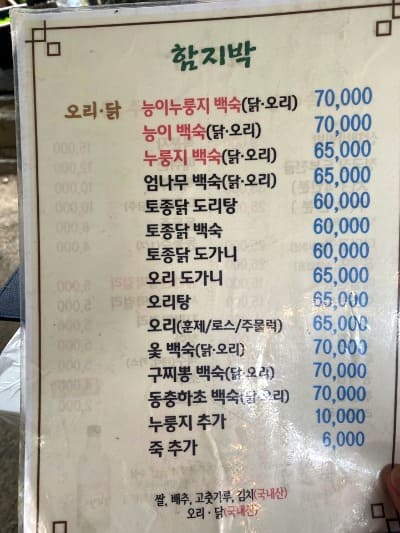 함지박
오리·닭 능이누룽지 백숙(닭·오리) 70,000
능이 백숙(닭·오리) 70,000
누룽지 백숙(닭·오리) 65,000
엄나무 백숙(닭·오리) 65,000
토종닭 도리탕 60,000
토종닭 백숙 60,000
토종닭 도가니 60,000
오리 도가니 65,000
오리탕 65,000
오리(훈제/로스/주물럭) 65,000
옻 백숙(닭·오리) 70,000
구찌뽕 백숙(닭·오리) 70,000
동충하초 백숙(닭·오리) 70,000
누룽지 추가 10,000
죽 추가 6,000
쌀, 배추, 고춧가루, 김치(국내산)
오리·닭(국내산)